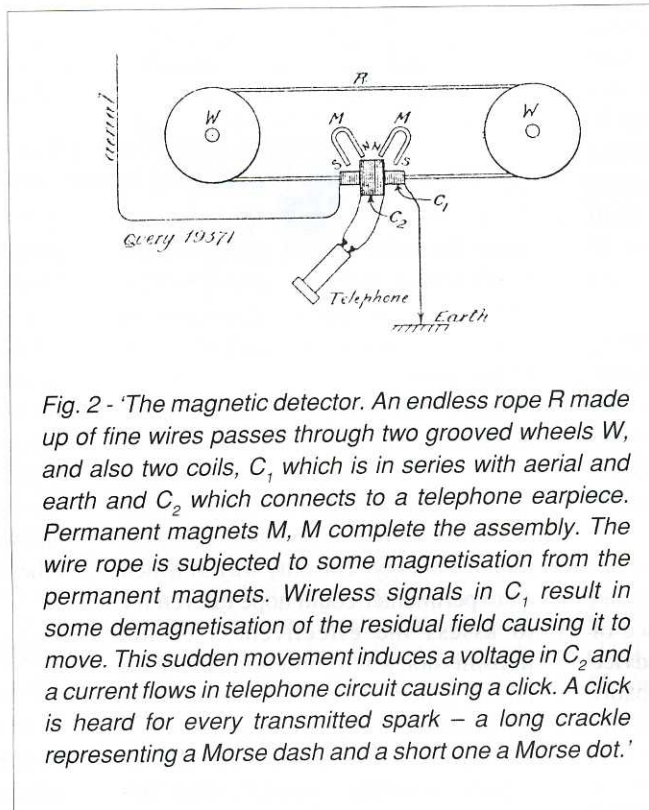 R
W
W
M
M
S
N
N
S
C₁
C₂
aerial
Query 19371
Telephone
Earth
Fig. 2 - ‘The magnetic detector. An endless rope R made
up of fine wires passes through two grooved wheels W,
and also two coils, C₁ which is in series with aerial and
earth and C₂ which connects to a telephone earpiece.
Permanent magnets M, M complete the assembly. The
wire rope is subjected to some magnetisation from the
permanent magnets. Wireless signals in C₁ result in
some demagnetisation of the residual field causing it to
move. This sudden movement induces a voltage in C₂ and
a current flows in telephone circuit causing a click. A click
is heard for every transmitted spark – a long crackle
representing a Morse dash and a short one a Morse dot.’